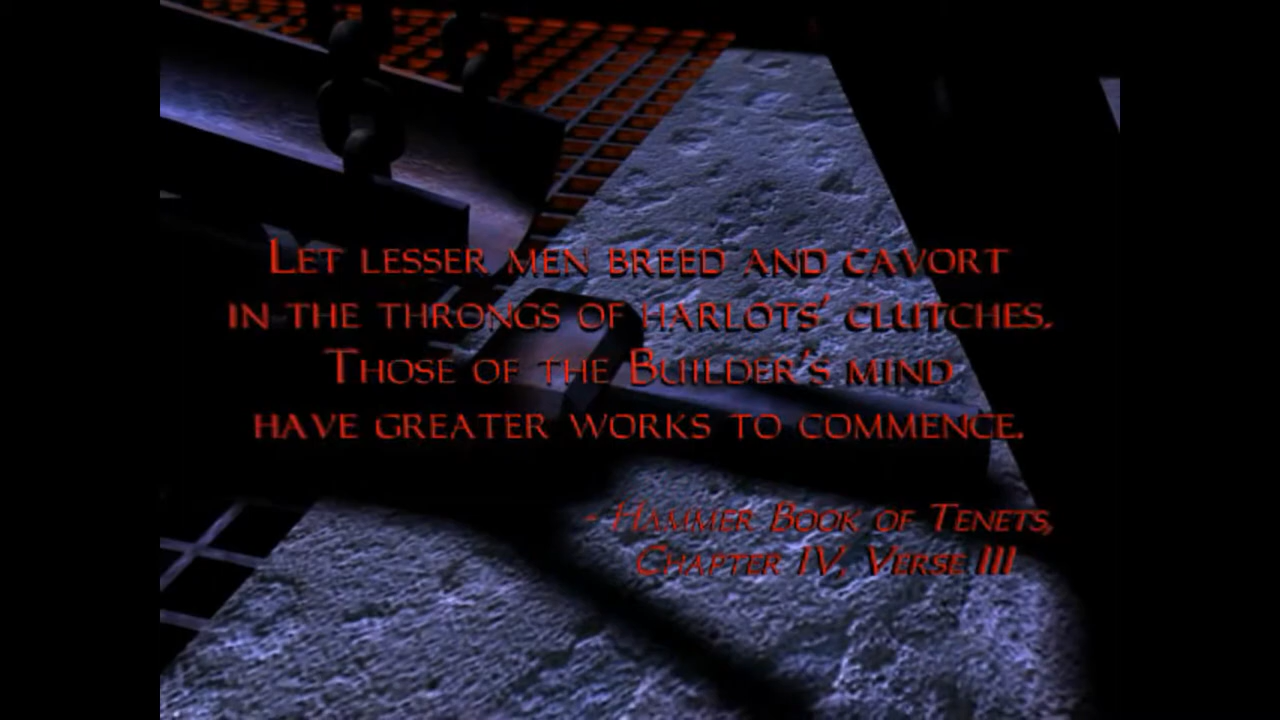 Let lesser men breed and cavort
in the throngs of harlots' clutches.
Those of the Builder's mind
have greater works to commence.
- Hammer Book of Tenets,
Chapter IV, Verse III